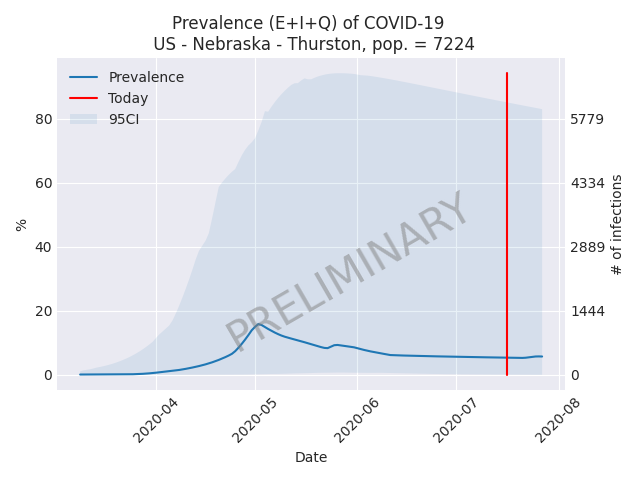 Prevalence (E+I+Q) of COVID-19
US - Nebraska - Thurston, pop. = 7224
Prevalence
Today
95CI
80
60
40
20
0
%
5779
4334
2889
1444
0
# of infections
PRELIMINARY
2020-04
2020-05
2020-06
2020-07
2020-08
Date